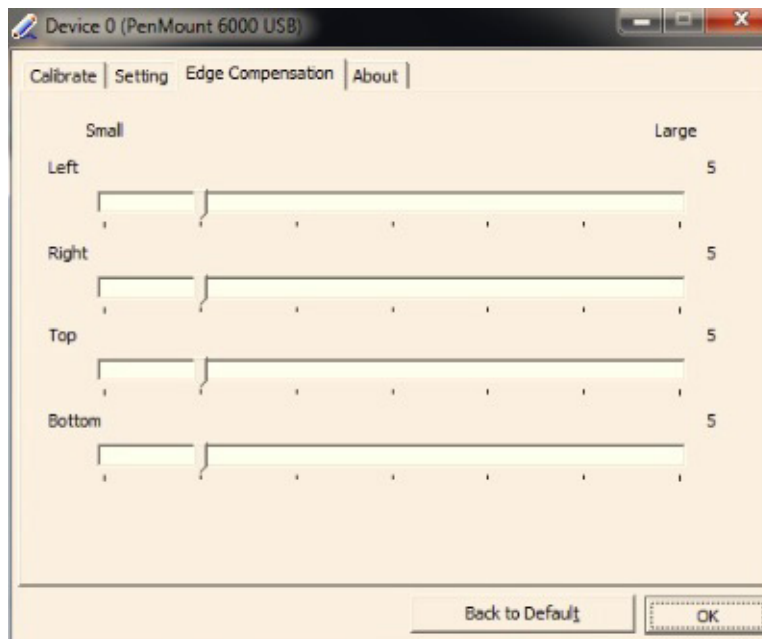 Device 0 (PenMount 6000 USB)
Calibrate Setting Edge Compensation About
Small Large
Left 5
Right 5
Top 5
Bottom 5
Back to Default OK